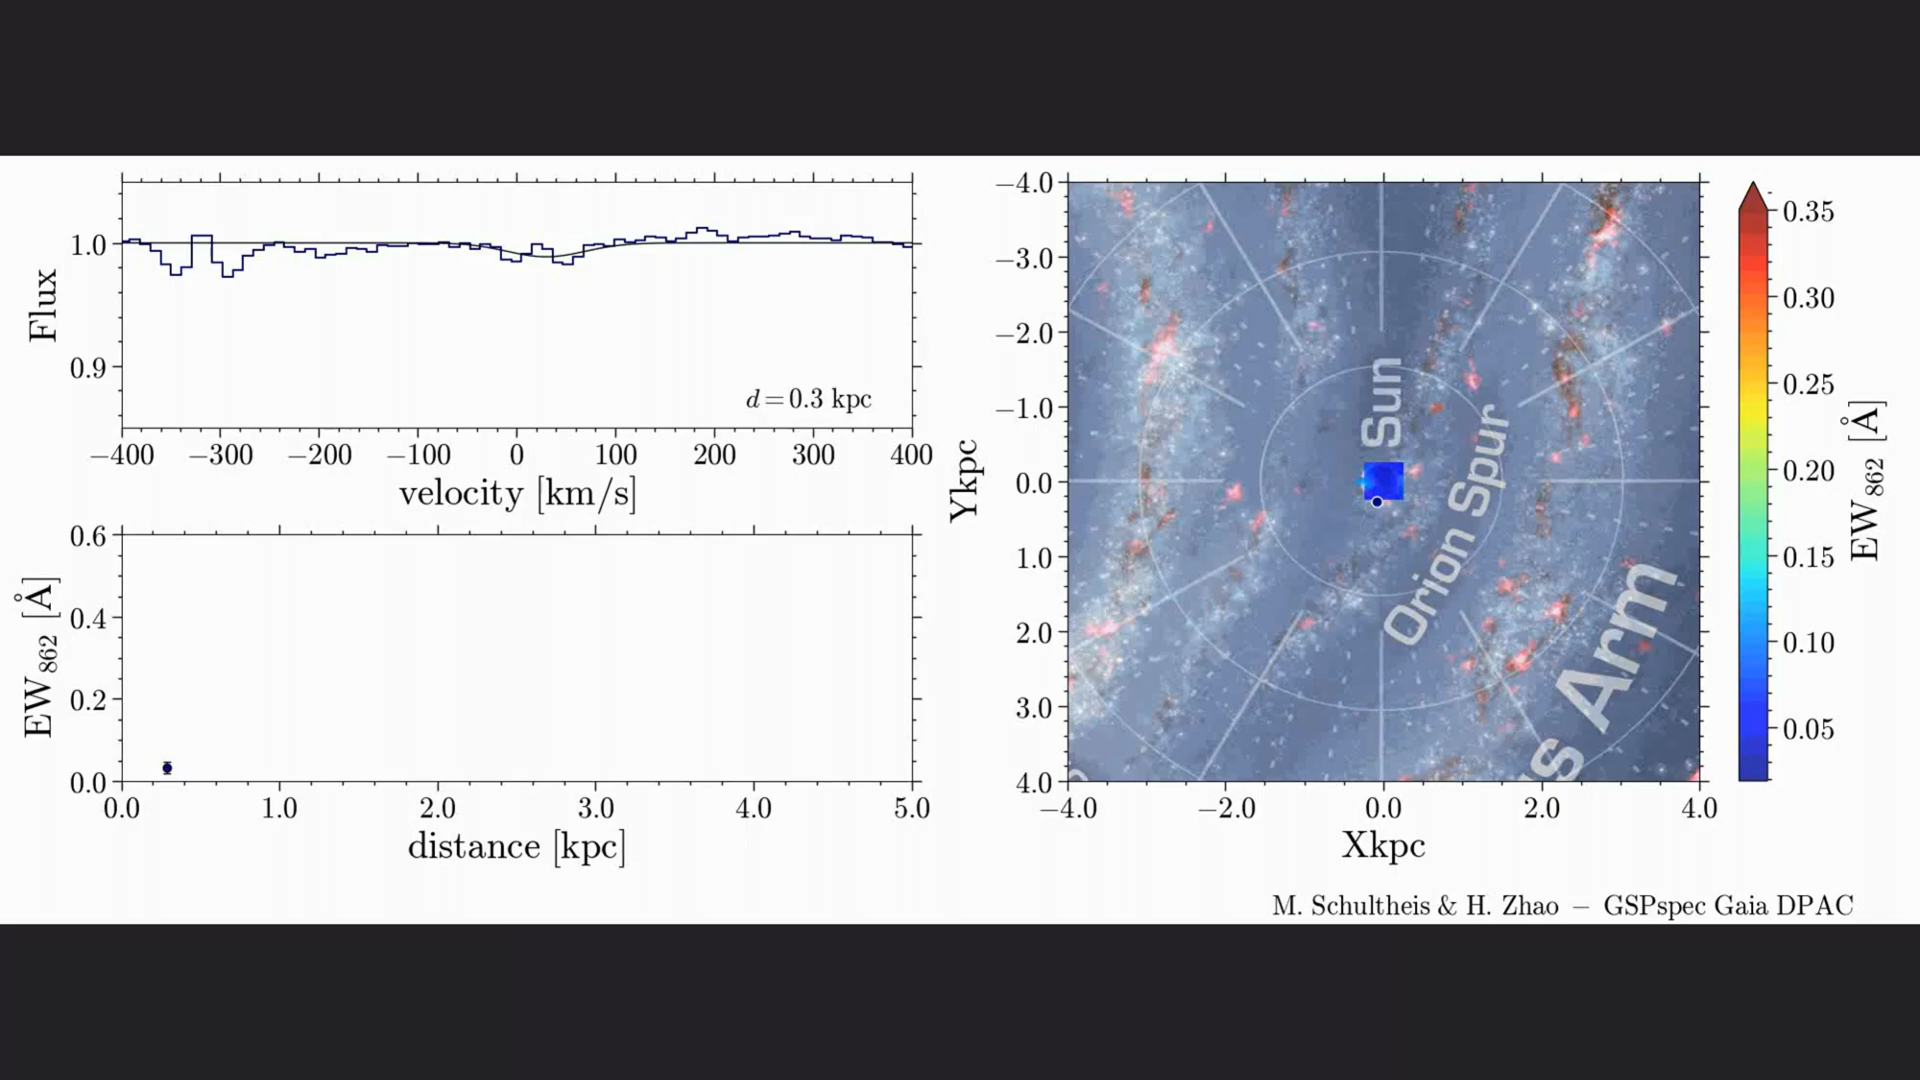 1.0
0.9
Flux
d = 0.3 kpc
−400 −300 −200 −100 0 100 200 300 400
velocity [km/s]
0.6
0.4
0.2
0.0
EW862 [Å]
0.0 1.0 2.0 3.0 4.0 5.0
distance [kpc]
−4.0
−3.0
−2.0
−1.0
0.0
1.0
2.0
3.0
4.0
Ykpc
Sun
Orion Spur
Arm
−4.0 −2.0 0.0 2.0 4.0
Xkpc
0.35
0.30
0.25
0.20
0.15
0.10
0.05
EW862 [Å]
M. Schultheis & H. Zhao − GSPspec Gaia DPAC